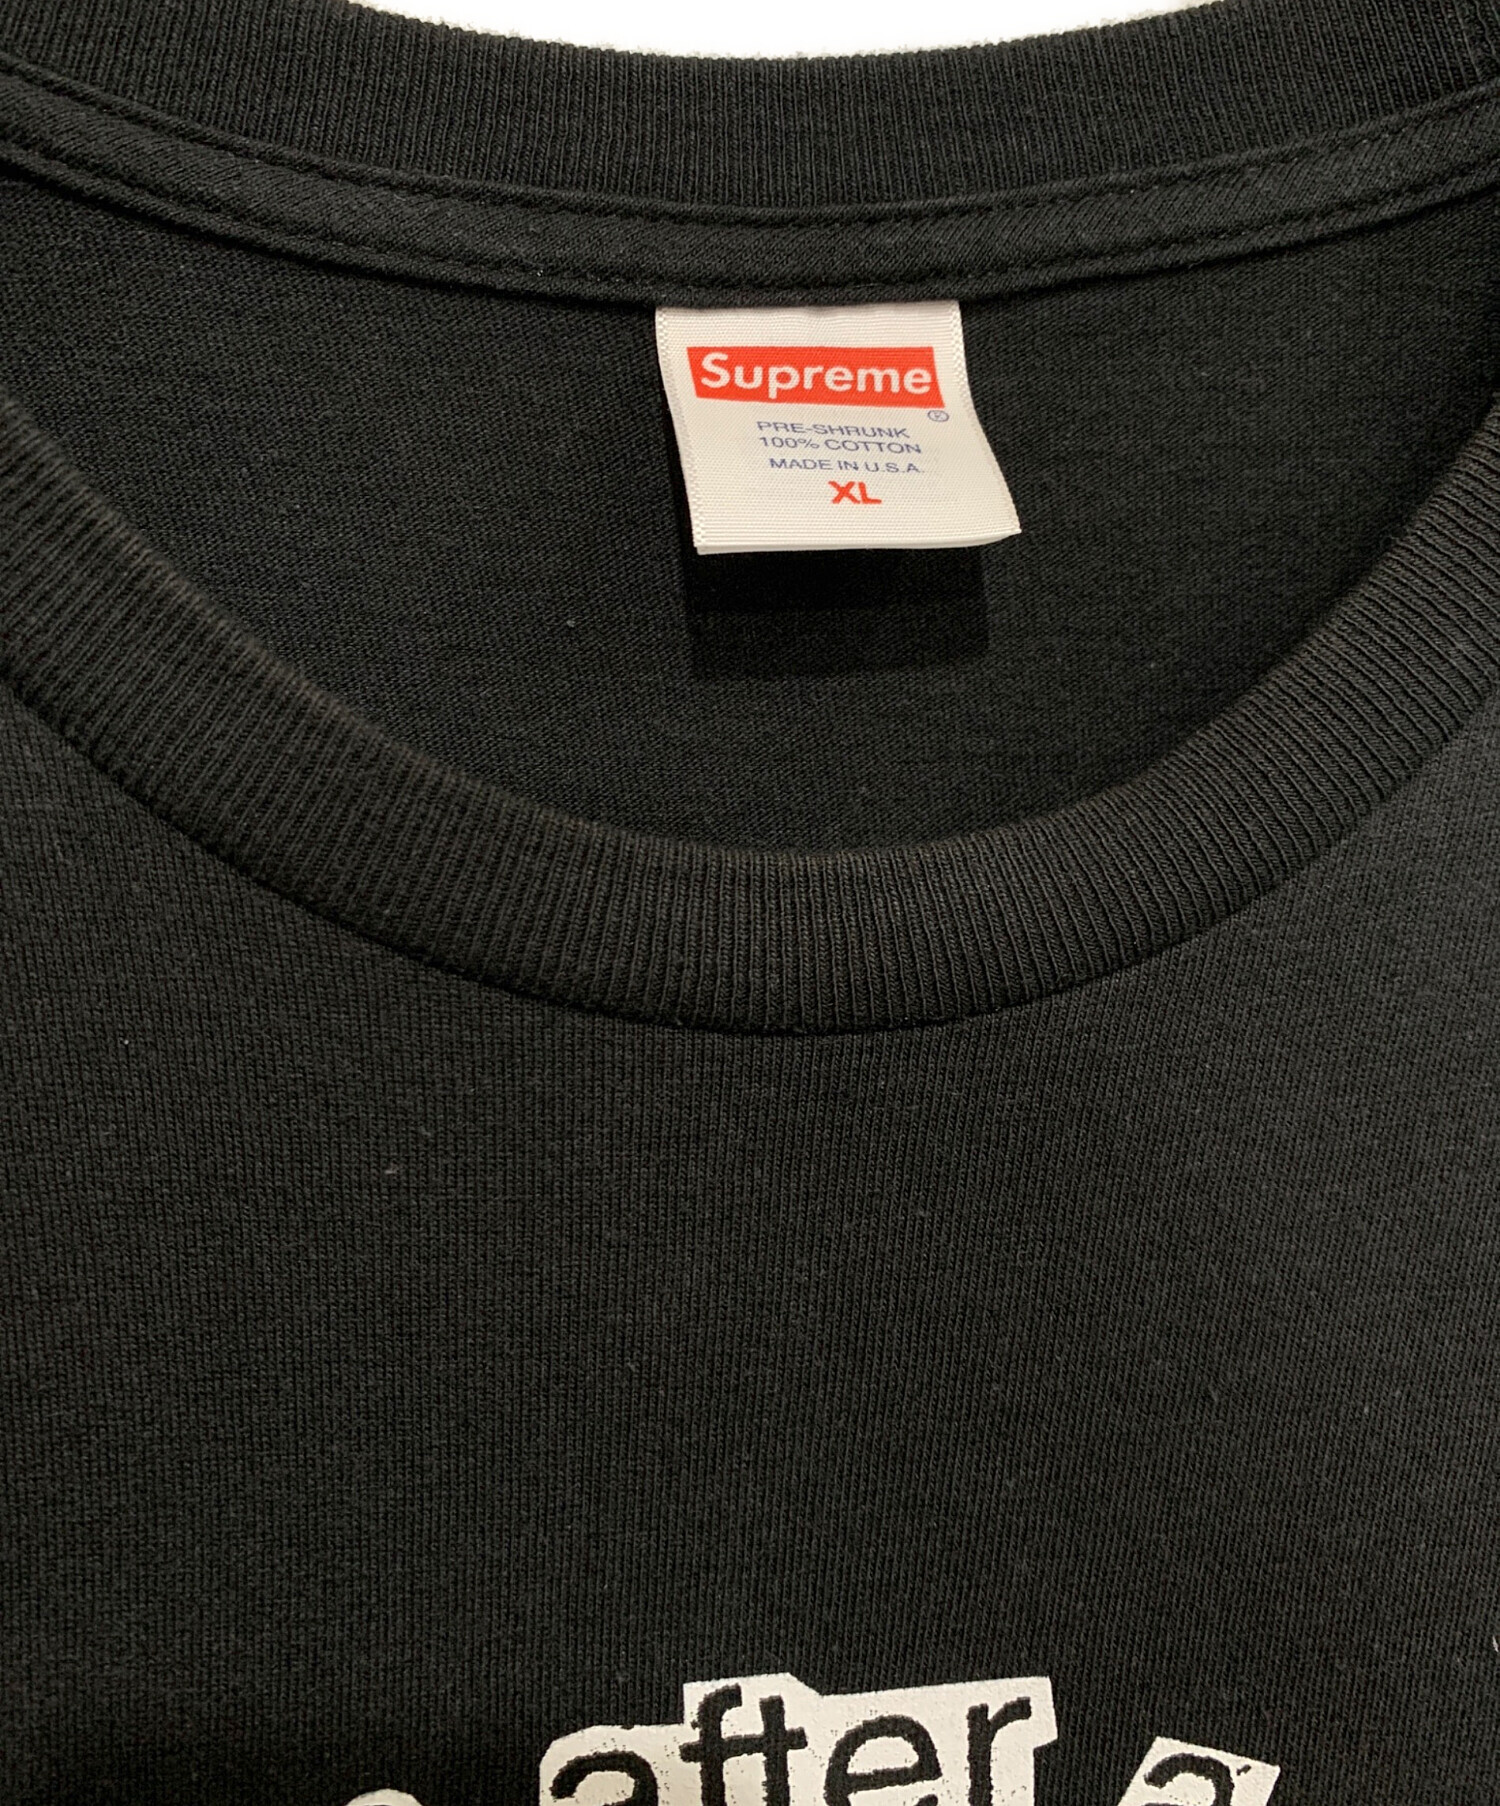 Supreme
®
PRE-SHRUNK
100% COTTON
MADE IN U.S.A.
XL
after a